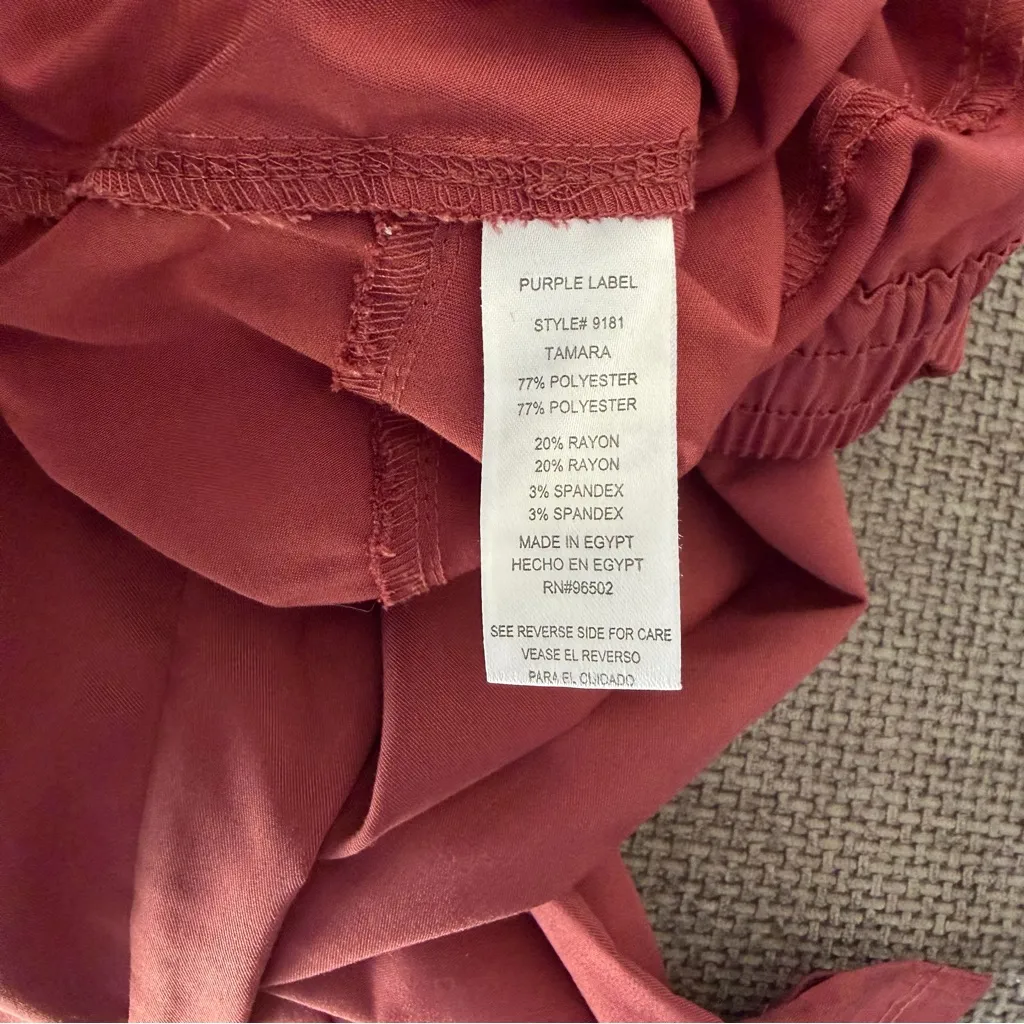 PURPLE LABEL
STYLE# 9181
TAMARA
77% POLYESTER
77% POLYESTER
20% RAYON
20% RAYON
3% SPANDEX
3% SPANDEX
MADE IN EGYPT
HECHO EN EGYPT
RN#96502
SEE REVERSE SIDE FOR CARE
VEASE EL REVERSO
PARA EL CUIDADO